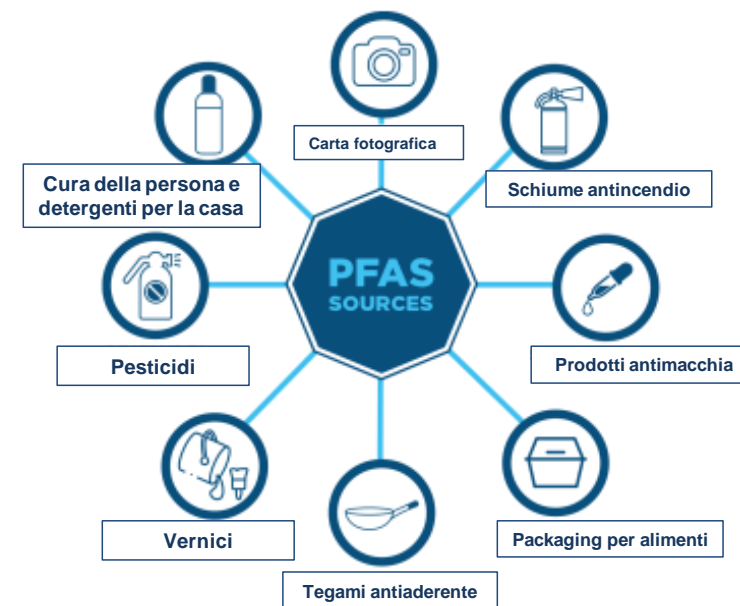 Carta fotografica
Cura della persona e
detergenti per la casa
Schiume antincendio
PFAS
SOURCES
Pesticidi
Prodotti antimacchia
Vernici
Packaging per alimenti
Tegami antiaderente